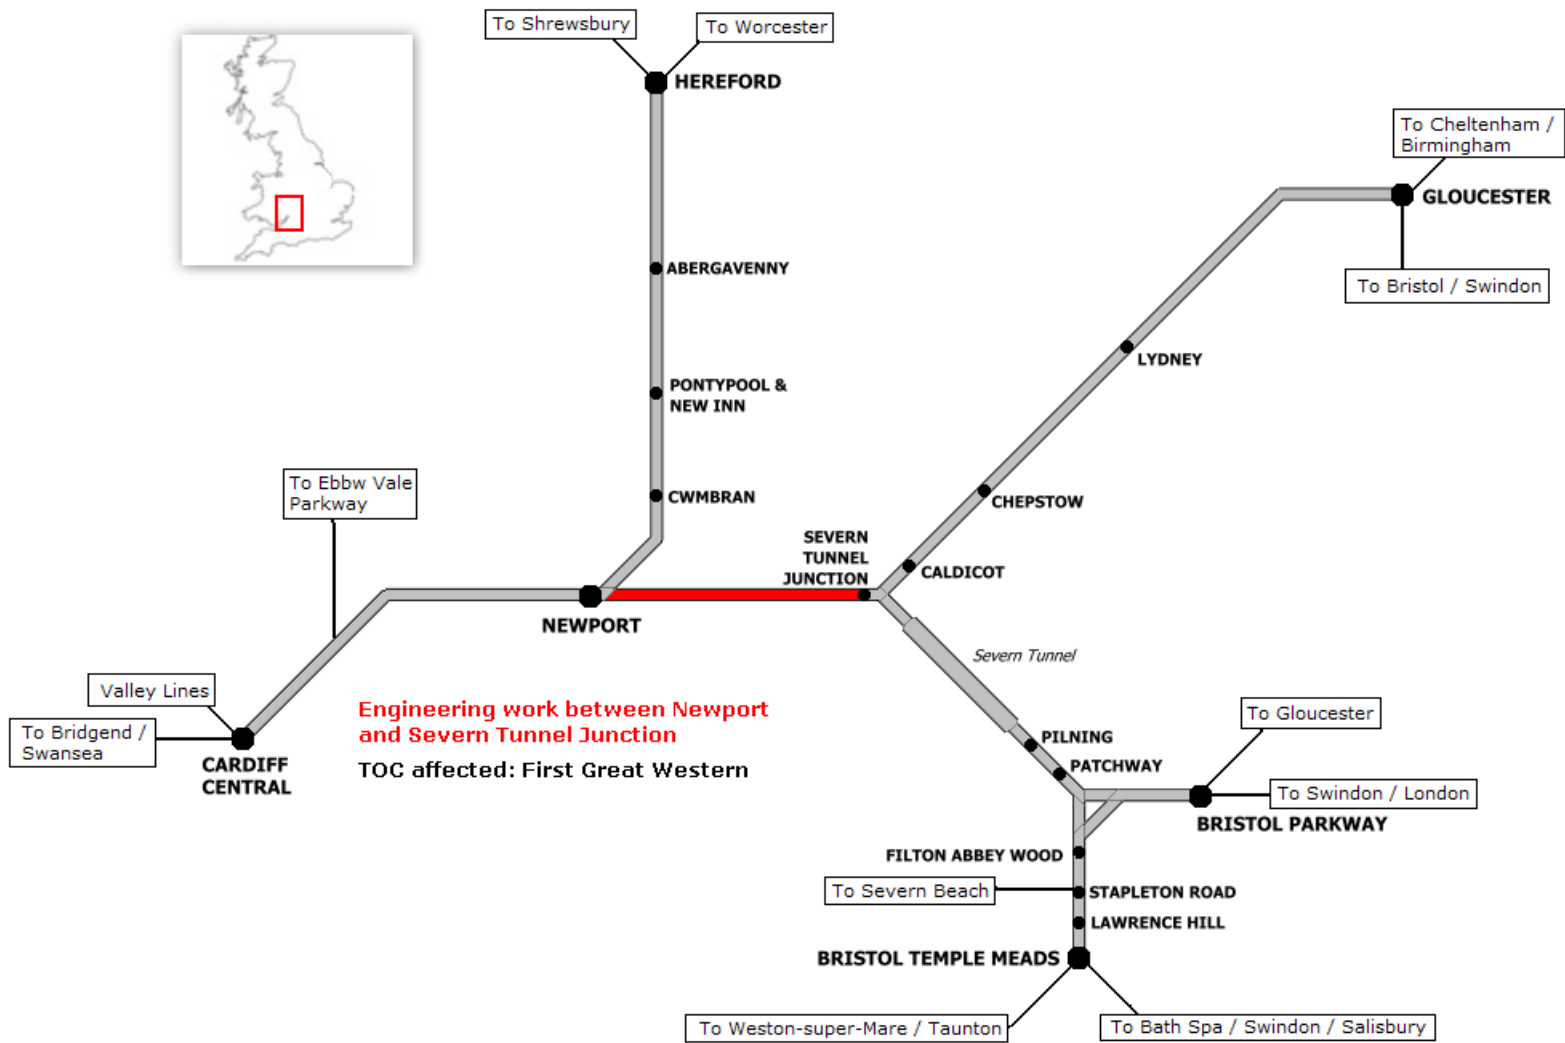 To Shrewsbury
To Worcester
HEREFORD
To Cheltenham /
Birmingham
GLOUCESTER
To Bristol / Swindon
ABERGAVENNY
LYDNEY
PONTYPOOL &
NEW INN
To Ebbw Vale
Parkway
CWMBRAN
CHEPSTOW
SEVERN
TUNNEL
JUNCTION
CALDICOT
NEWPORT
Severn Tunnel
Valley Lines
To Bridgend /
Swansea
CARDIFF
CENTRAL
Engineering work between Newport
and Severn Tunnel Junction
TOC affected: First Great Western
PILNING
PATCHWAY
To Gloucester
To Swindon / London
BRISTOL PARKWAY
FILTON ABBEY WOOD
To Severn Beach
STAPLETON ROAD
LAWRENCE HILL
BRISTOL TEMPLE MEADS
To Weston-super-Mare / Taunton
To Bath Spa / Swindon / Salisbury